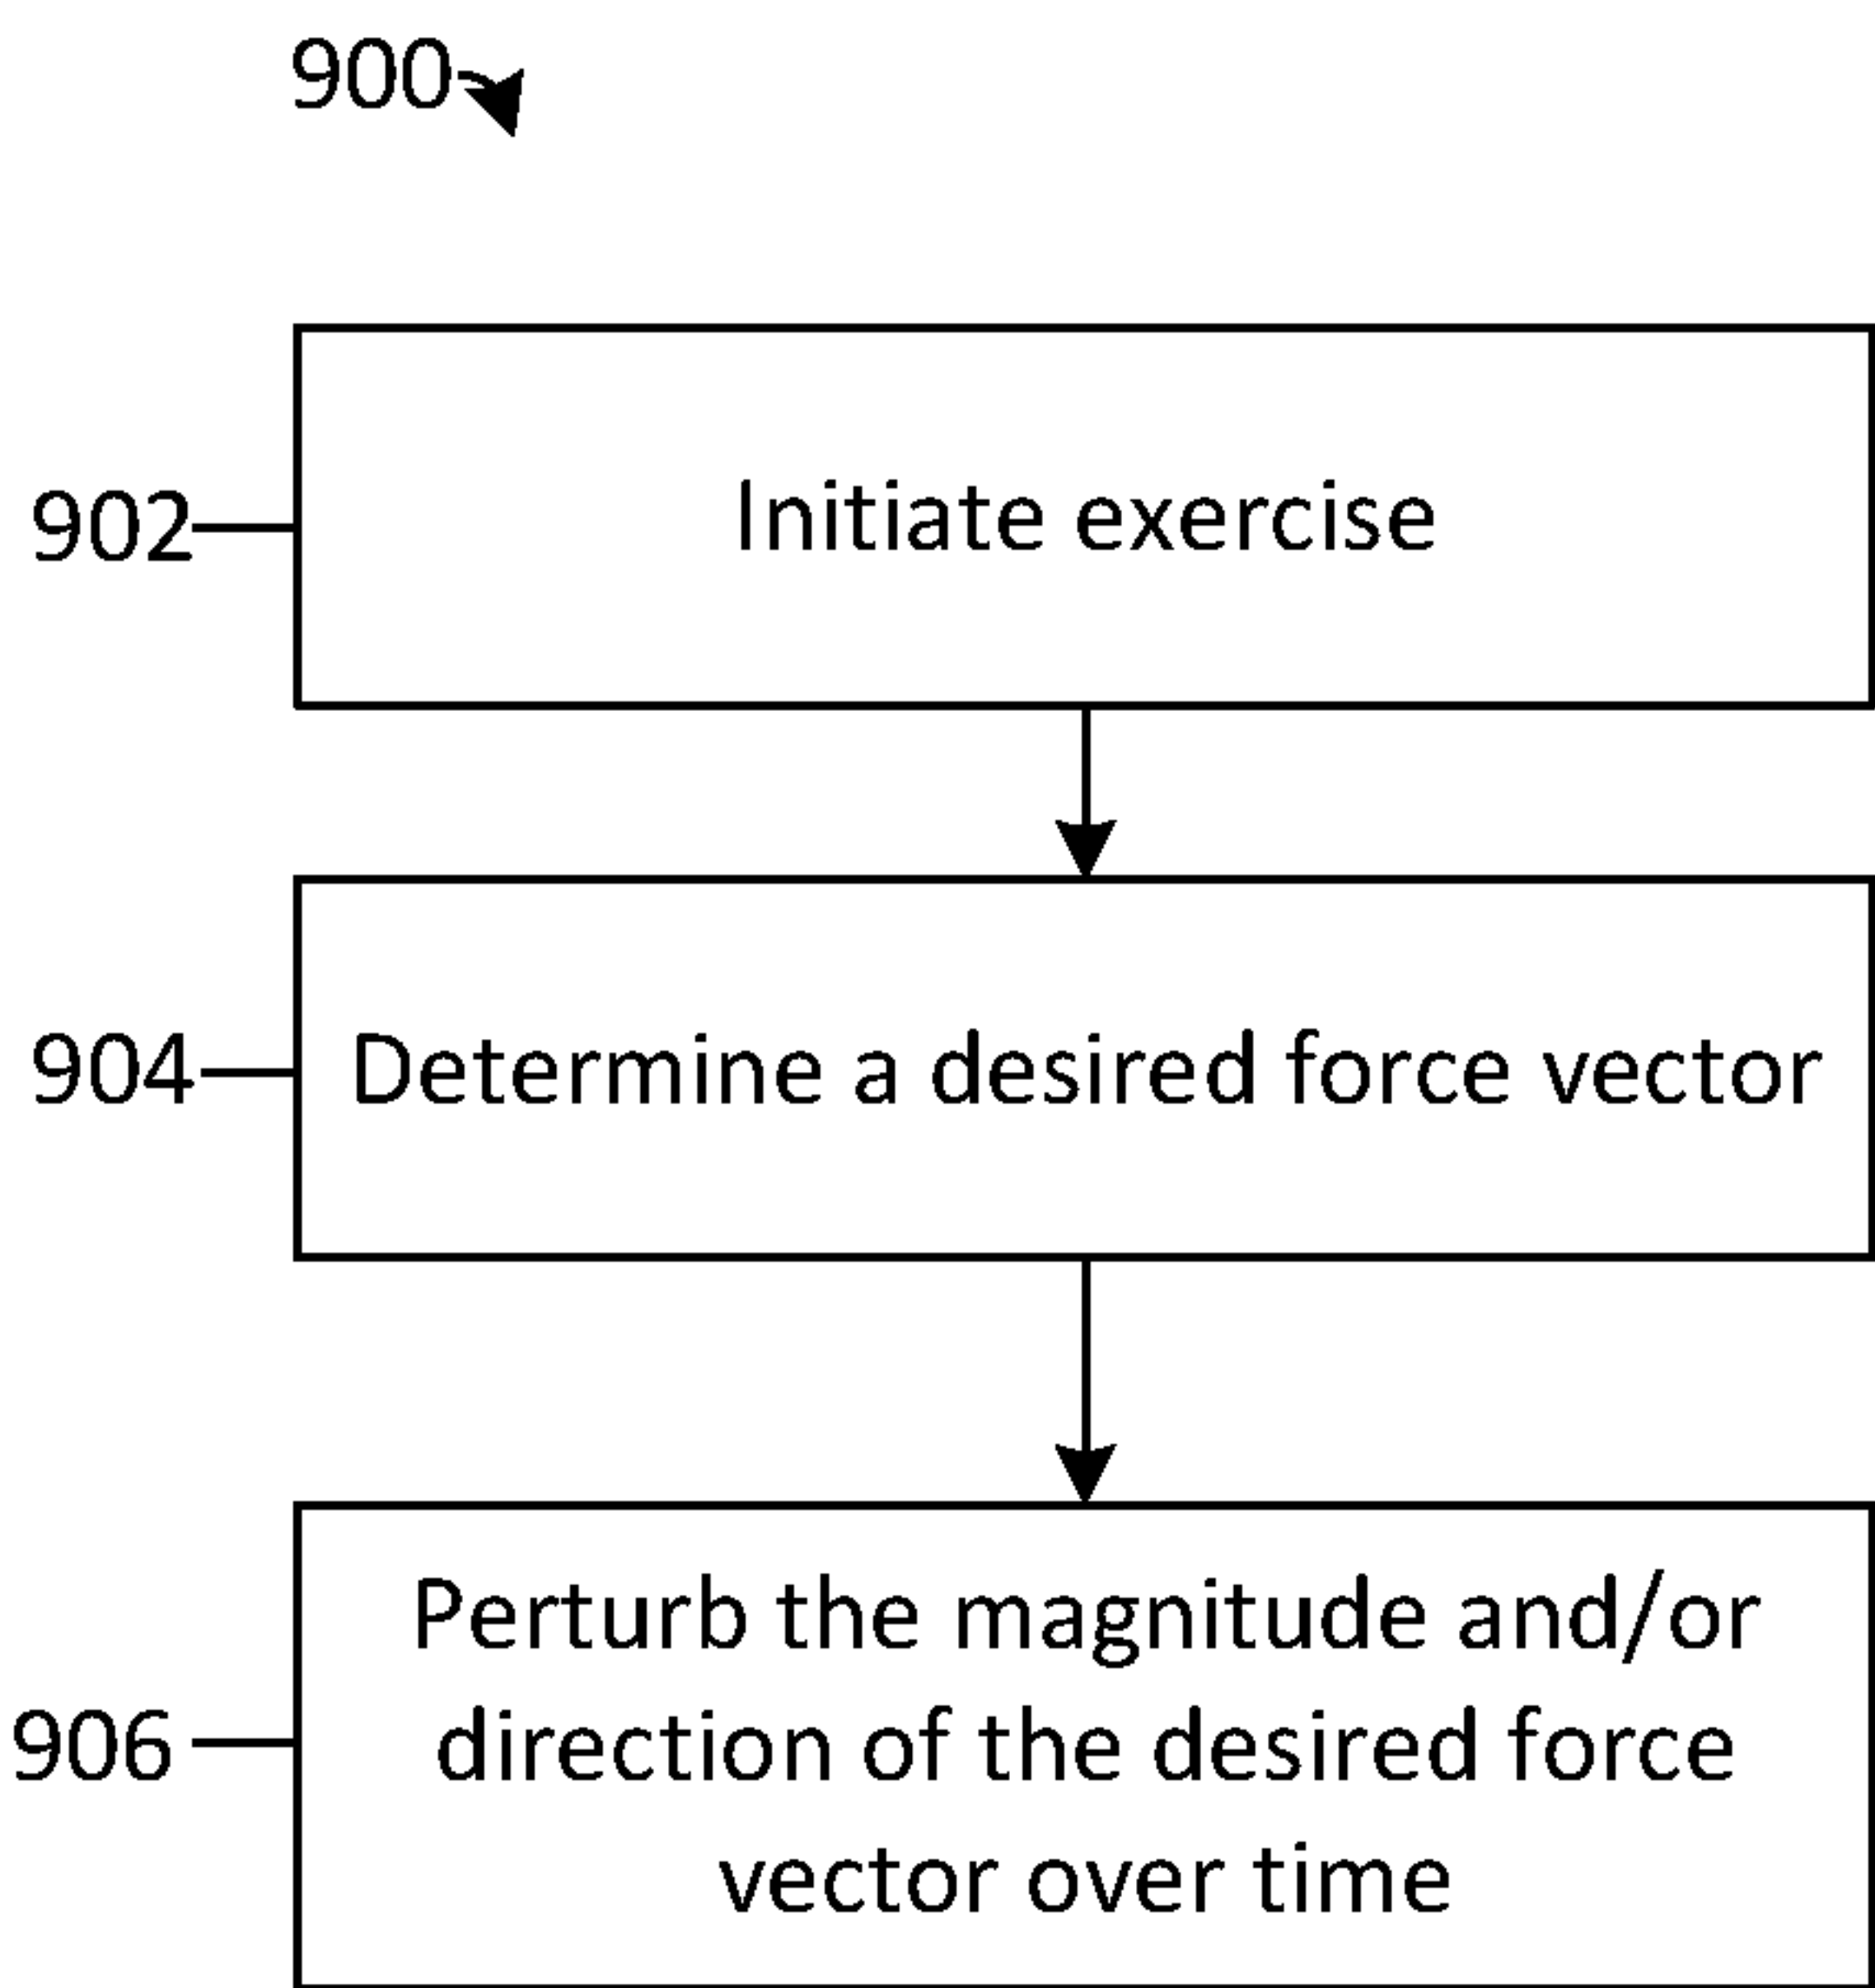 900
902
Initiate exercise
904
Determine a desired force vector
906
Perturb the magnitude and/or
direction of the desired force
vector over time